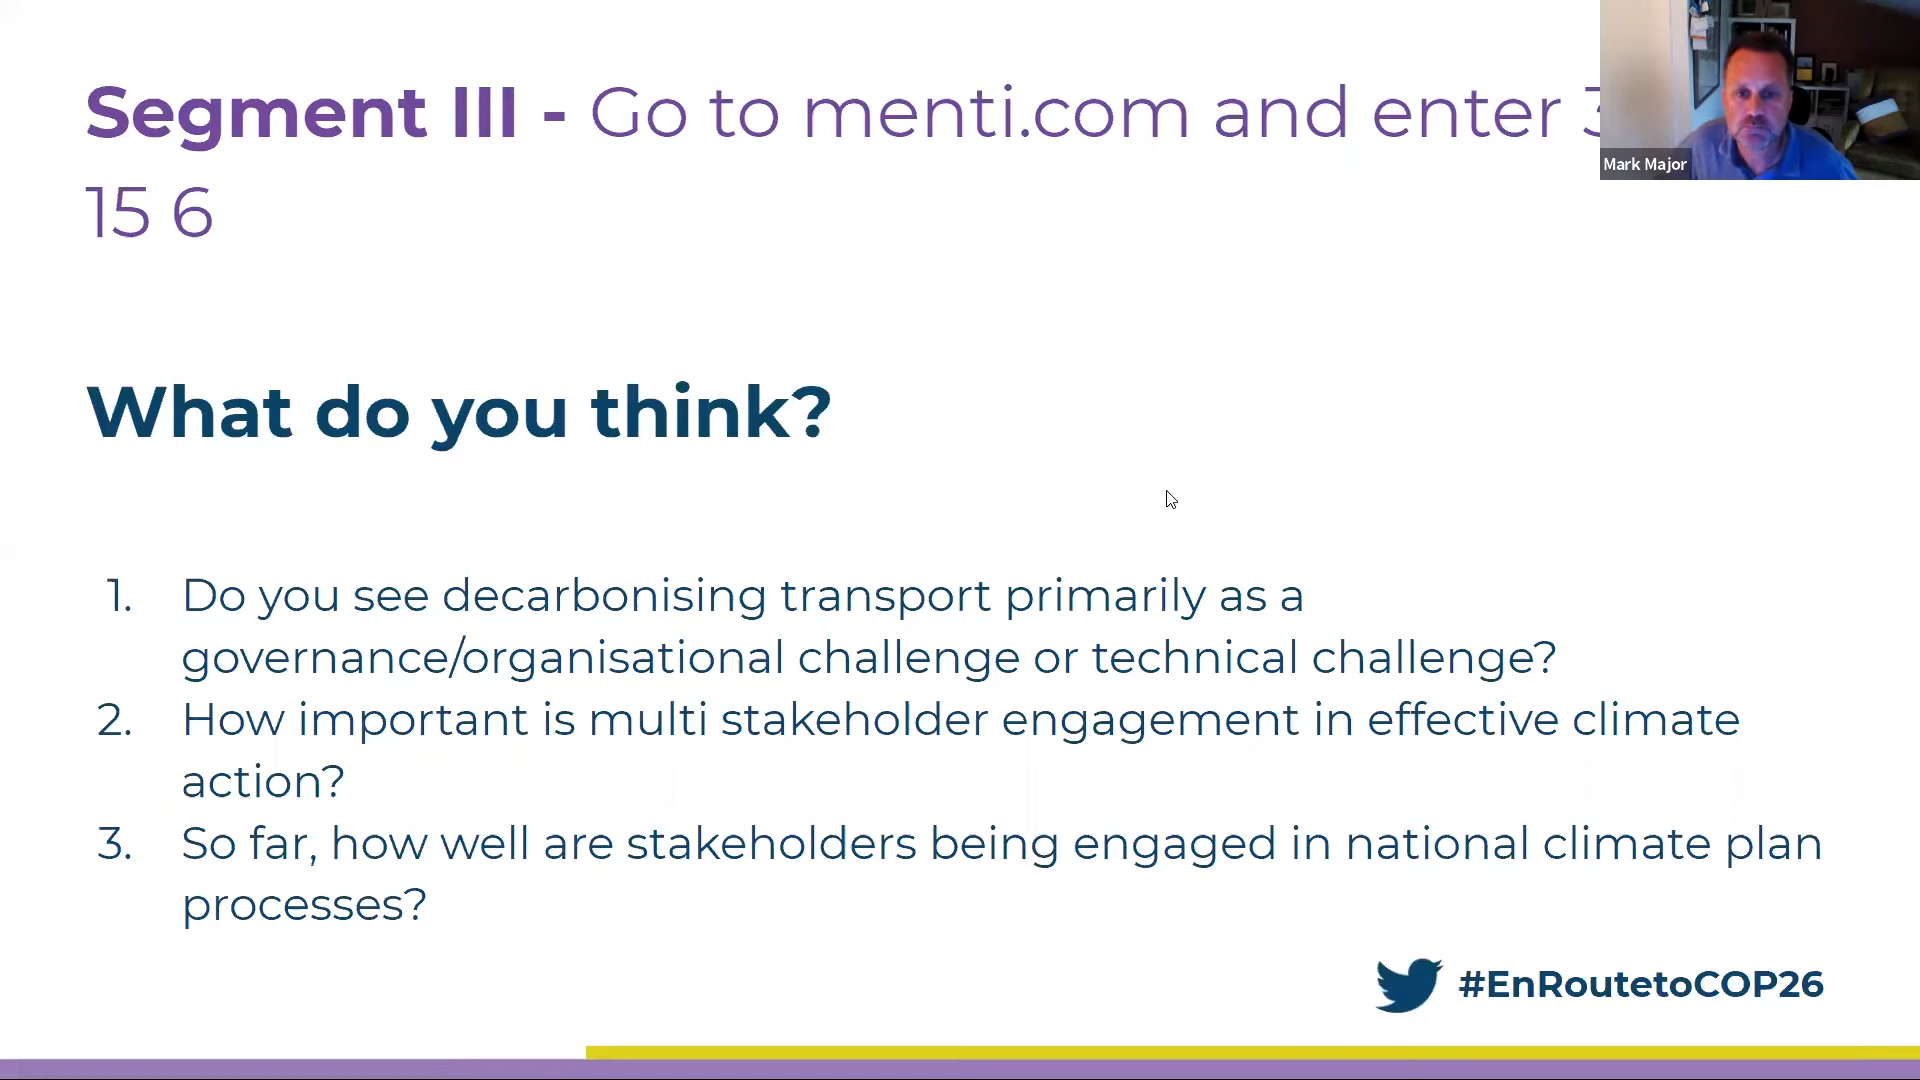 Segment III - Go to menti.com and enter
15 6
Mark Major
What do you think?
1. Do you see decarbonising transport primarily as a
governance/organisational challenge or technical challenge?
2. How important is multi stakeholder engagement in effective climate
action?
3. So far, how well are stakeholders being engaged in national climate plan
processes?
#EnRoutetoCOP26